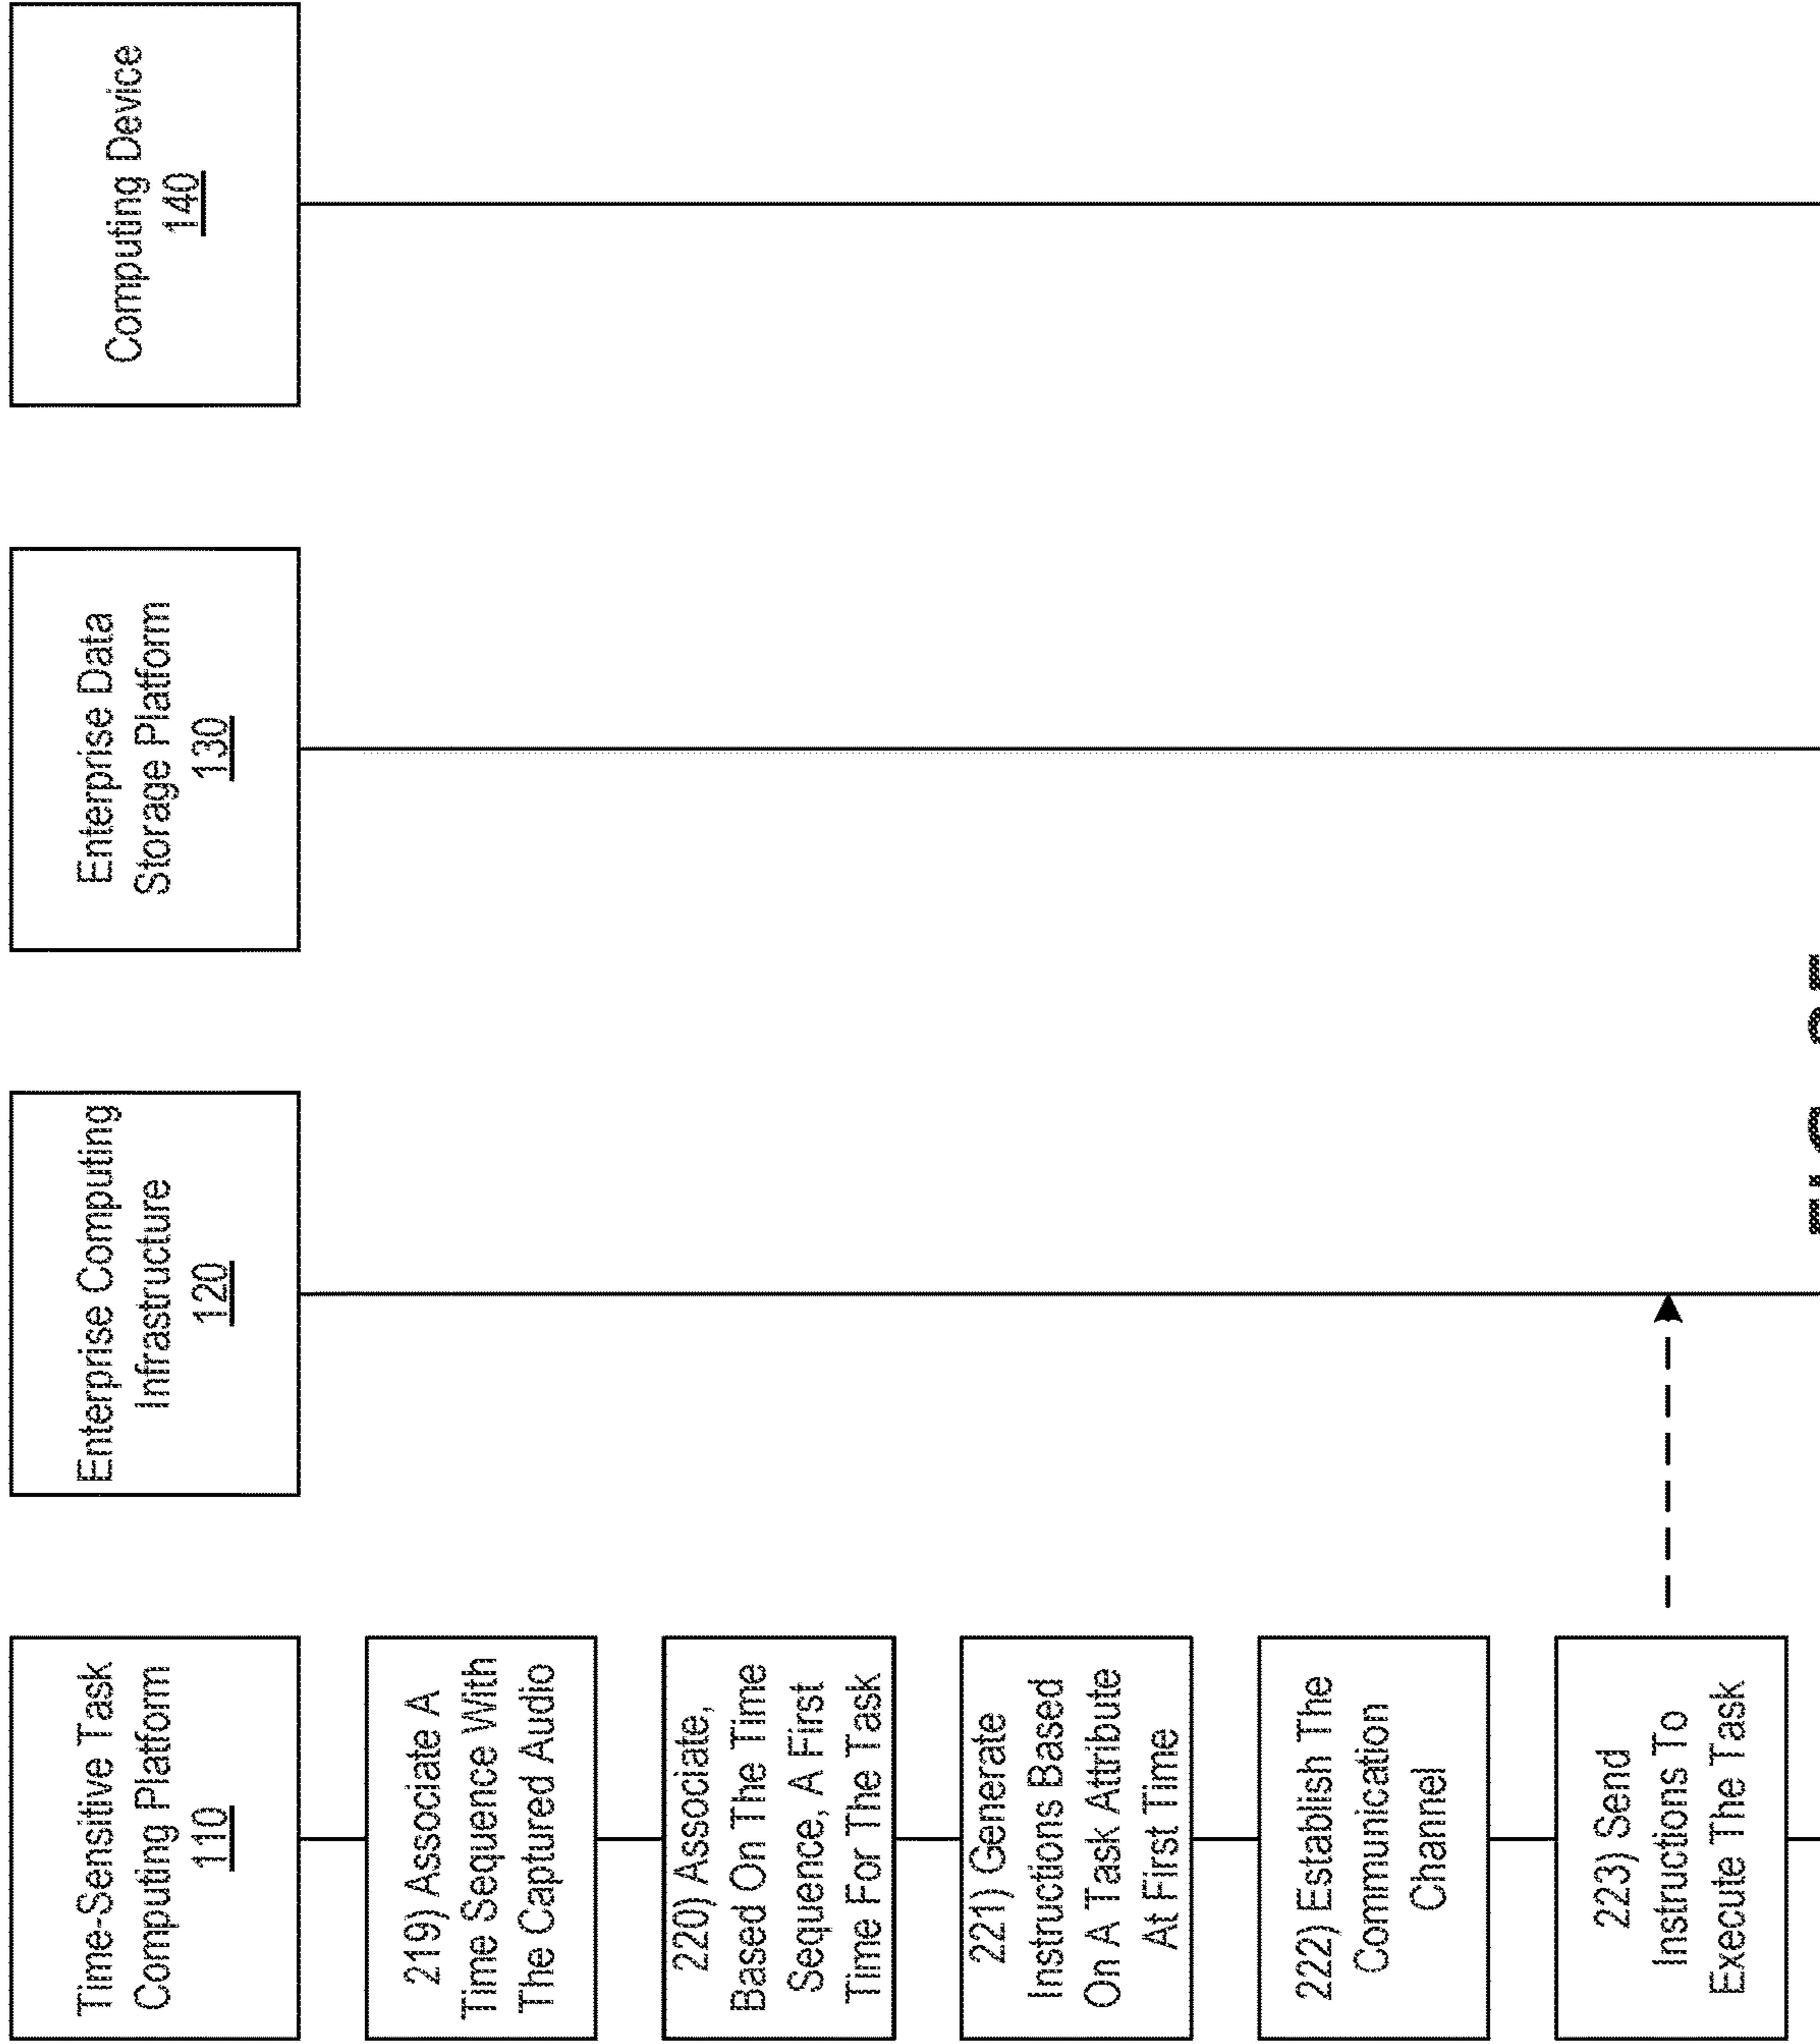 Time-Sensitive Task
Computing Platform
110
Enterprise Computing
Infrastructure
120
Enterprise Data
Storage Platform
130
Computing Device
140
219) Associate A
Time Sequence With
The Captured Audio
220) Associate,
Based On The Time
Sequence, A First
Time For The Task
221) Generate
Instructions Based
On A Task Attribute
At First Time
222) Establish The
Communication
Channel
223) Send
Instructions To
Execute The Task